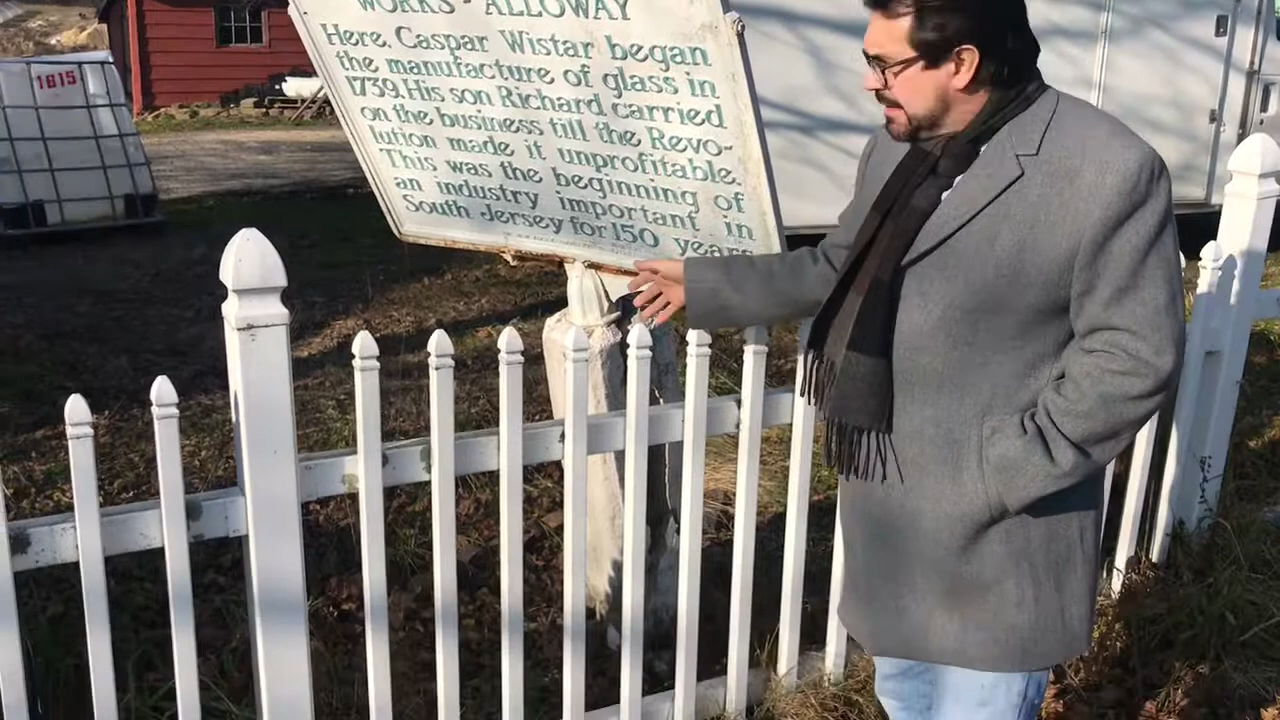 WORKS - ALLOWAY
Here, Caspar Wistar began
the manufacture of glass in
1739. His son Richard carried
on the business till the Revo-
lution made it unprofitable.
This was the beginning of
an industry important in
South Jersey for 150 years
1815